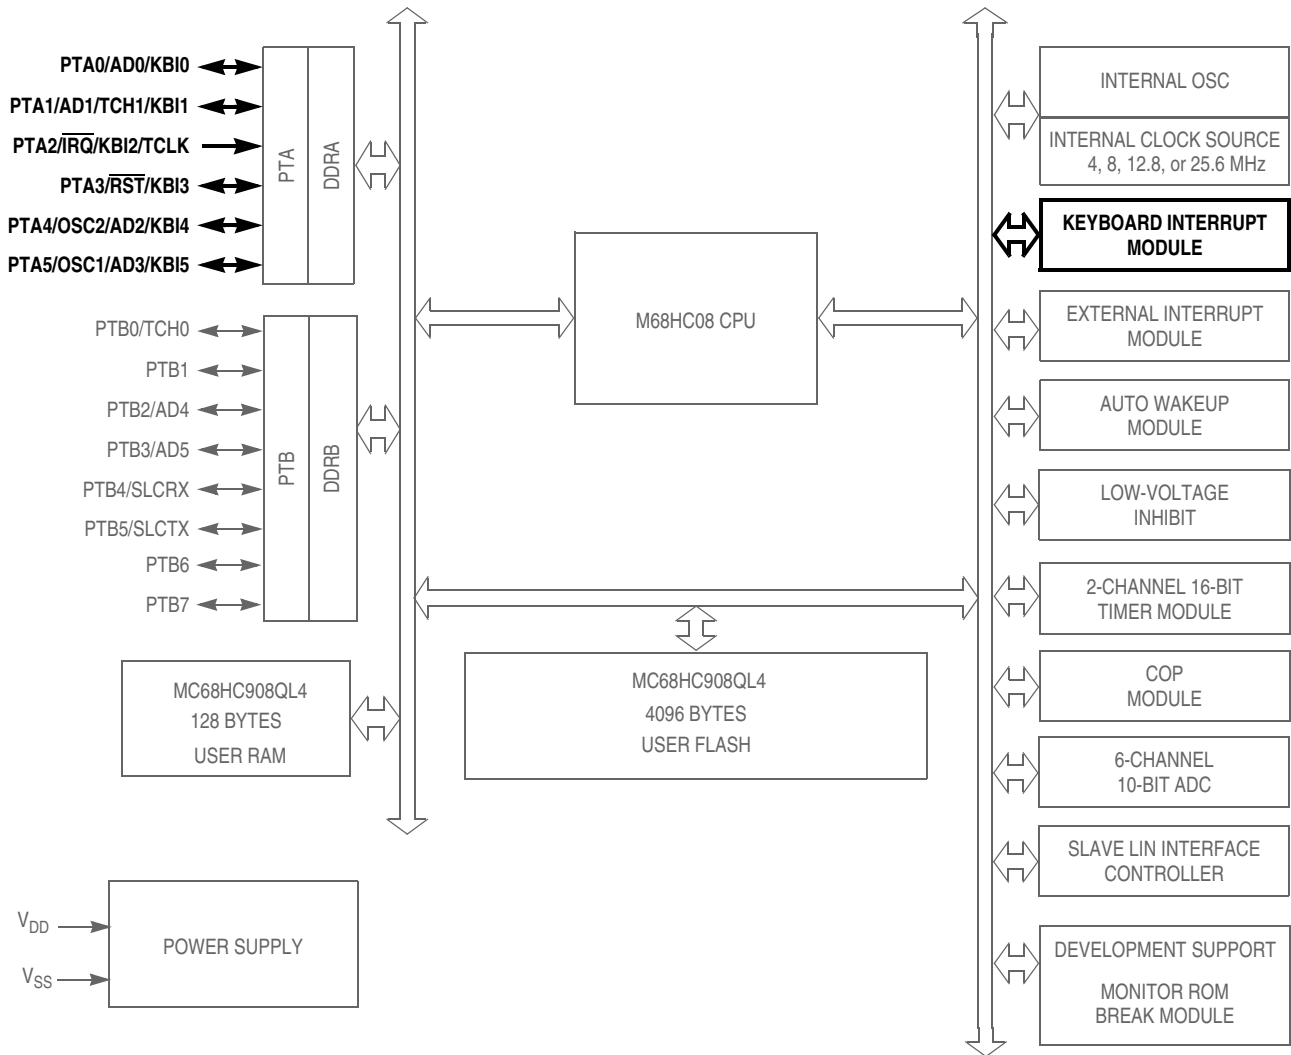 PTA0/AD0/KBI0
PTA1/AD1/TCH1/KBI1
PTA2/IRQ/KBI2/TCLK
PTA3/RST/KBI3
PTA4/OSC2/AD2/KBI4
PTA5/OSC1/AD3/KBI5
PTA
DDRA
PTB0/TCH0
PTB1
PTB2/AD4
PTB3/AD5
PTB4/SLCRX
PTB5/SLCTX
PTB6
PTB7
PTB
DDRB
M68HC08 CPU
MC68HC908QL4
128 BYTES
USER RAM
MC68HC908QL4
4096 BYTES
USER FLASH
VDD
VSS
POWER SUPPLY
INTERNAL OSC
INTERNAL CLOCK SOURCE
4, 8, 12.8, or 25.6 MHz
KEYBOARD INTERRUPT
MODULE
EXTERNAL INTERRUPT
MODULE
AUTO WAKEUP
MODULE
LOW-VOLTAGE
INHIBIT
2-CHANNEL 16-BIT
TIMER MODULE
COP
MODULE
6-CHANNEL
10-BIT ADC
SLAVE LIN INTERFACE
CONTROLLER
DEVELOPMENT SUPPORT
MONITOR ROM
BREAK MODULE